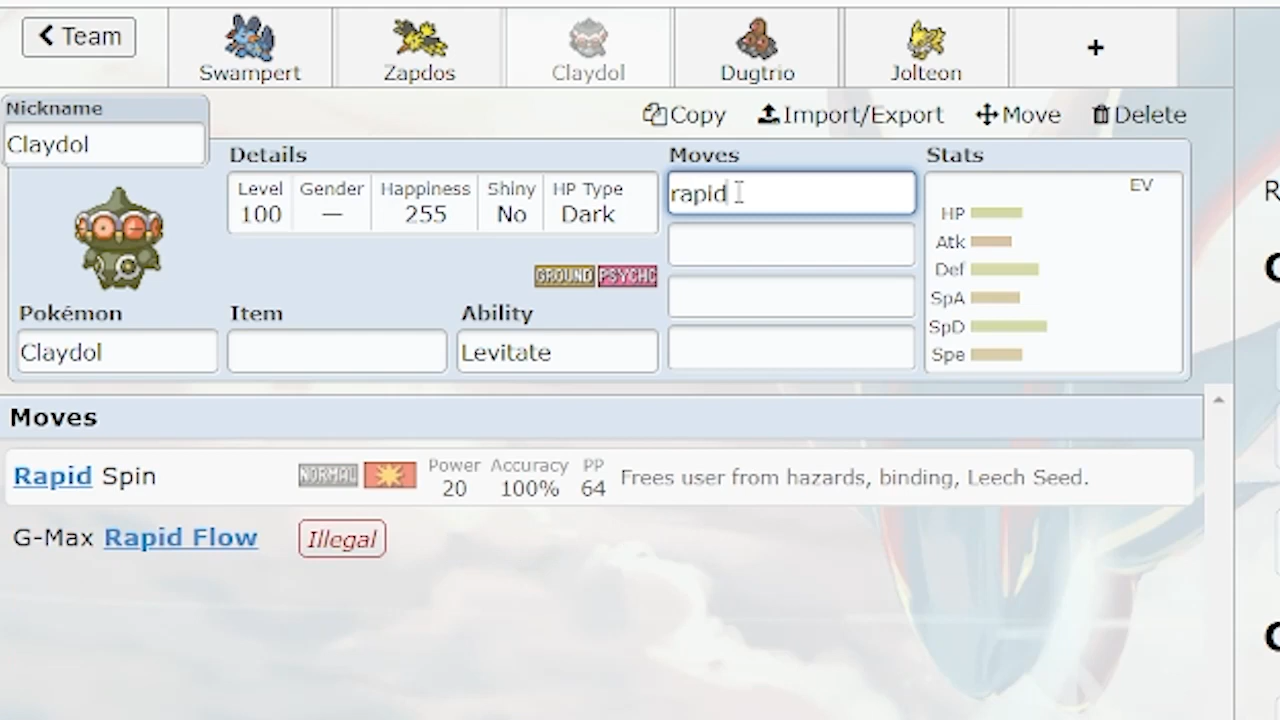 Team
Swampert
Zapdos
Claydol
Dugtrio
Jolteon
+
Nickname
Claydol
Copy
Import/Export
Move
Delete
Details
Level
100
Gender
—
Happiness
255
Shiny
No
HP Type
Dark
GROUND PSYCHC
Pokémon
Claydol
Item
Ability
Levitate
Moves
rapid
Stats
EV
HP
Atk
Def
SpA
SpD
Spe
Moves
Rapid Spin
NORMAL
Power
20
Accuracy
100%
PP
64
Frees user from hazards, binding, Leech Seed.
G-Max Rapid Flow
Illegal
R